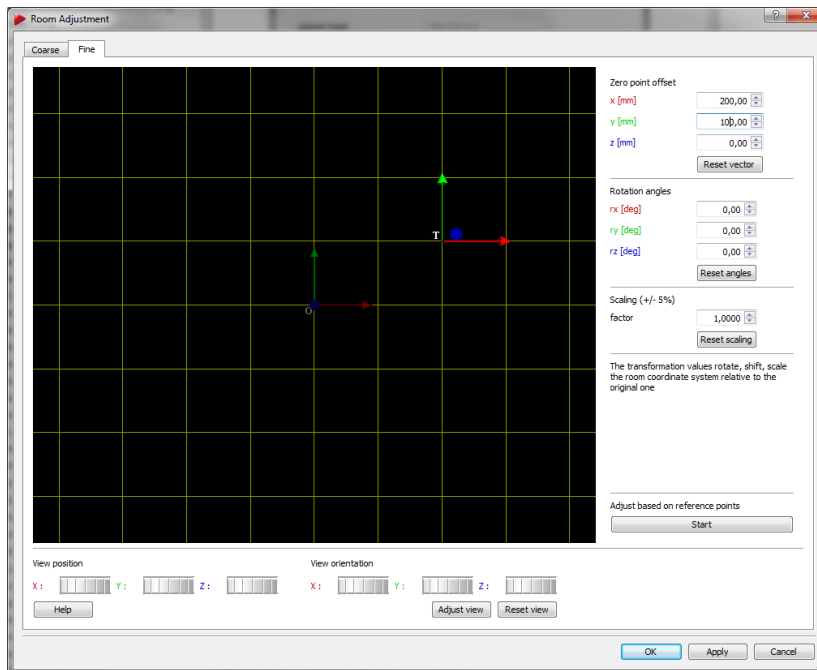 Room Adjustment
Coarse
Fine
Zero point offset
x [mm] 200,00
y [mm] 100,00
z [mm] 0,00
Reset vector
Rotation angles
rx [deg] 0,00
ry [deg] 0,00
rz [deg] 0,00
Reset angles
Scaling (+/- 5%)
factor 1,0000
Reset scaling
The transformation values rotate, shift, scale
the room coordinate system relative to the
original one
T
O
Adjust based on reference points
Start
View position
View orientation
X : Y : Z : X : Y : Z :
Help
Adjust view
Reset view
OK
Apply
Cancel